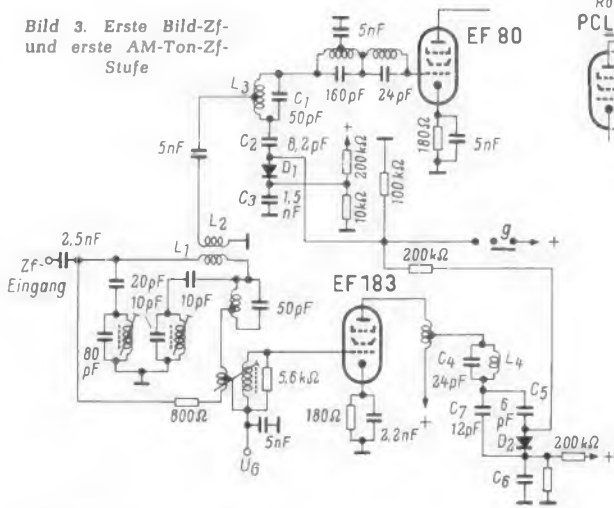 Bild 3. Erste Bild-Zf-
und erste AM-Ton-Zf-
Stufe
5nF
EF 80
PCL
L3
C1
50pF
160pF
24pF
C2
8,2pF
D1
C3
1,5
nF
+
200kΩ
10kΩ
100kΩ
180Ω
5nF
5nF
L2
L1
2,5nF
Zf-
Eingang
20pF
10pF
10pF
80
pF
50pF
800Ω
5,6kΩ
5nF
UG
EF 183
180Ω
2,2nF
+
g
+
200kΩ
C4
24pF
L4
C7
12pF
C5
6
pF
D2
C6
200kΩ
+